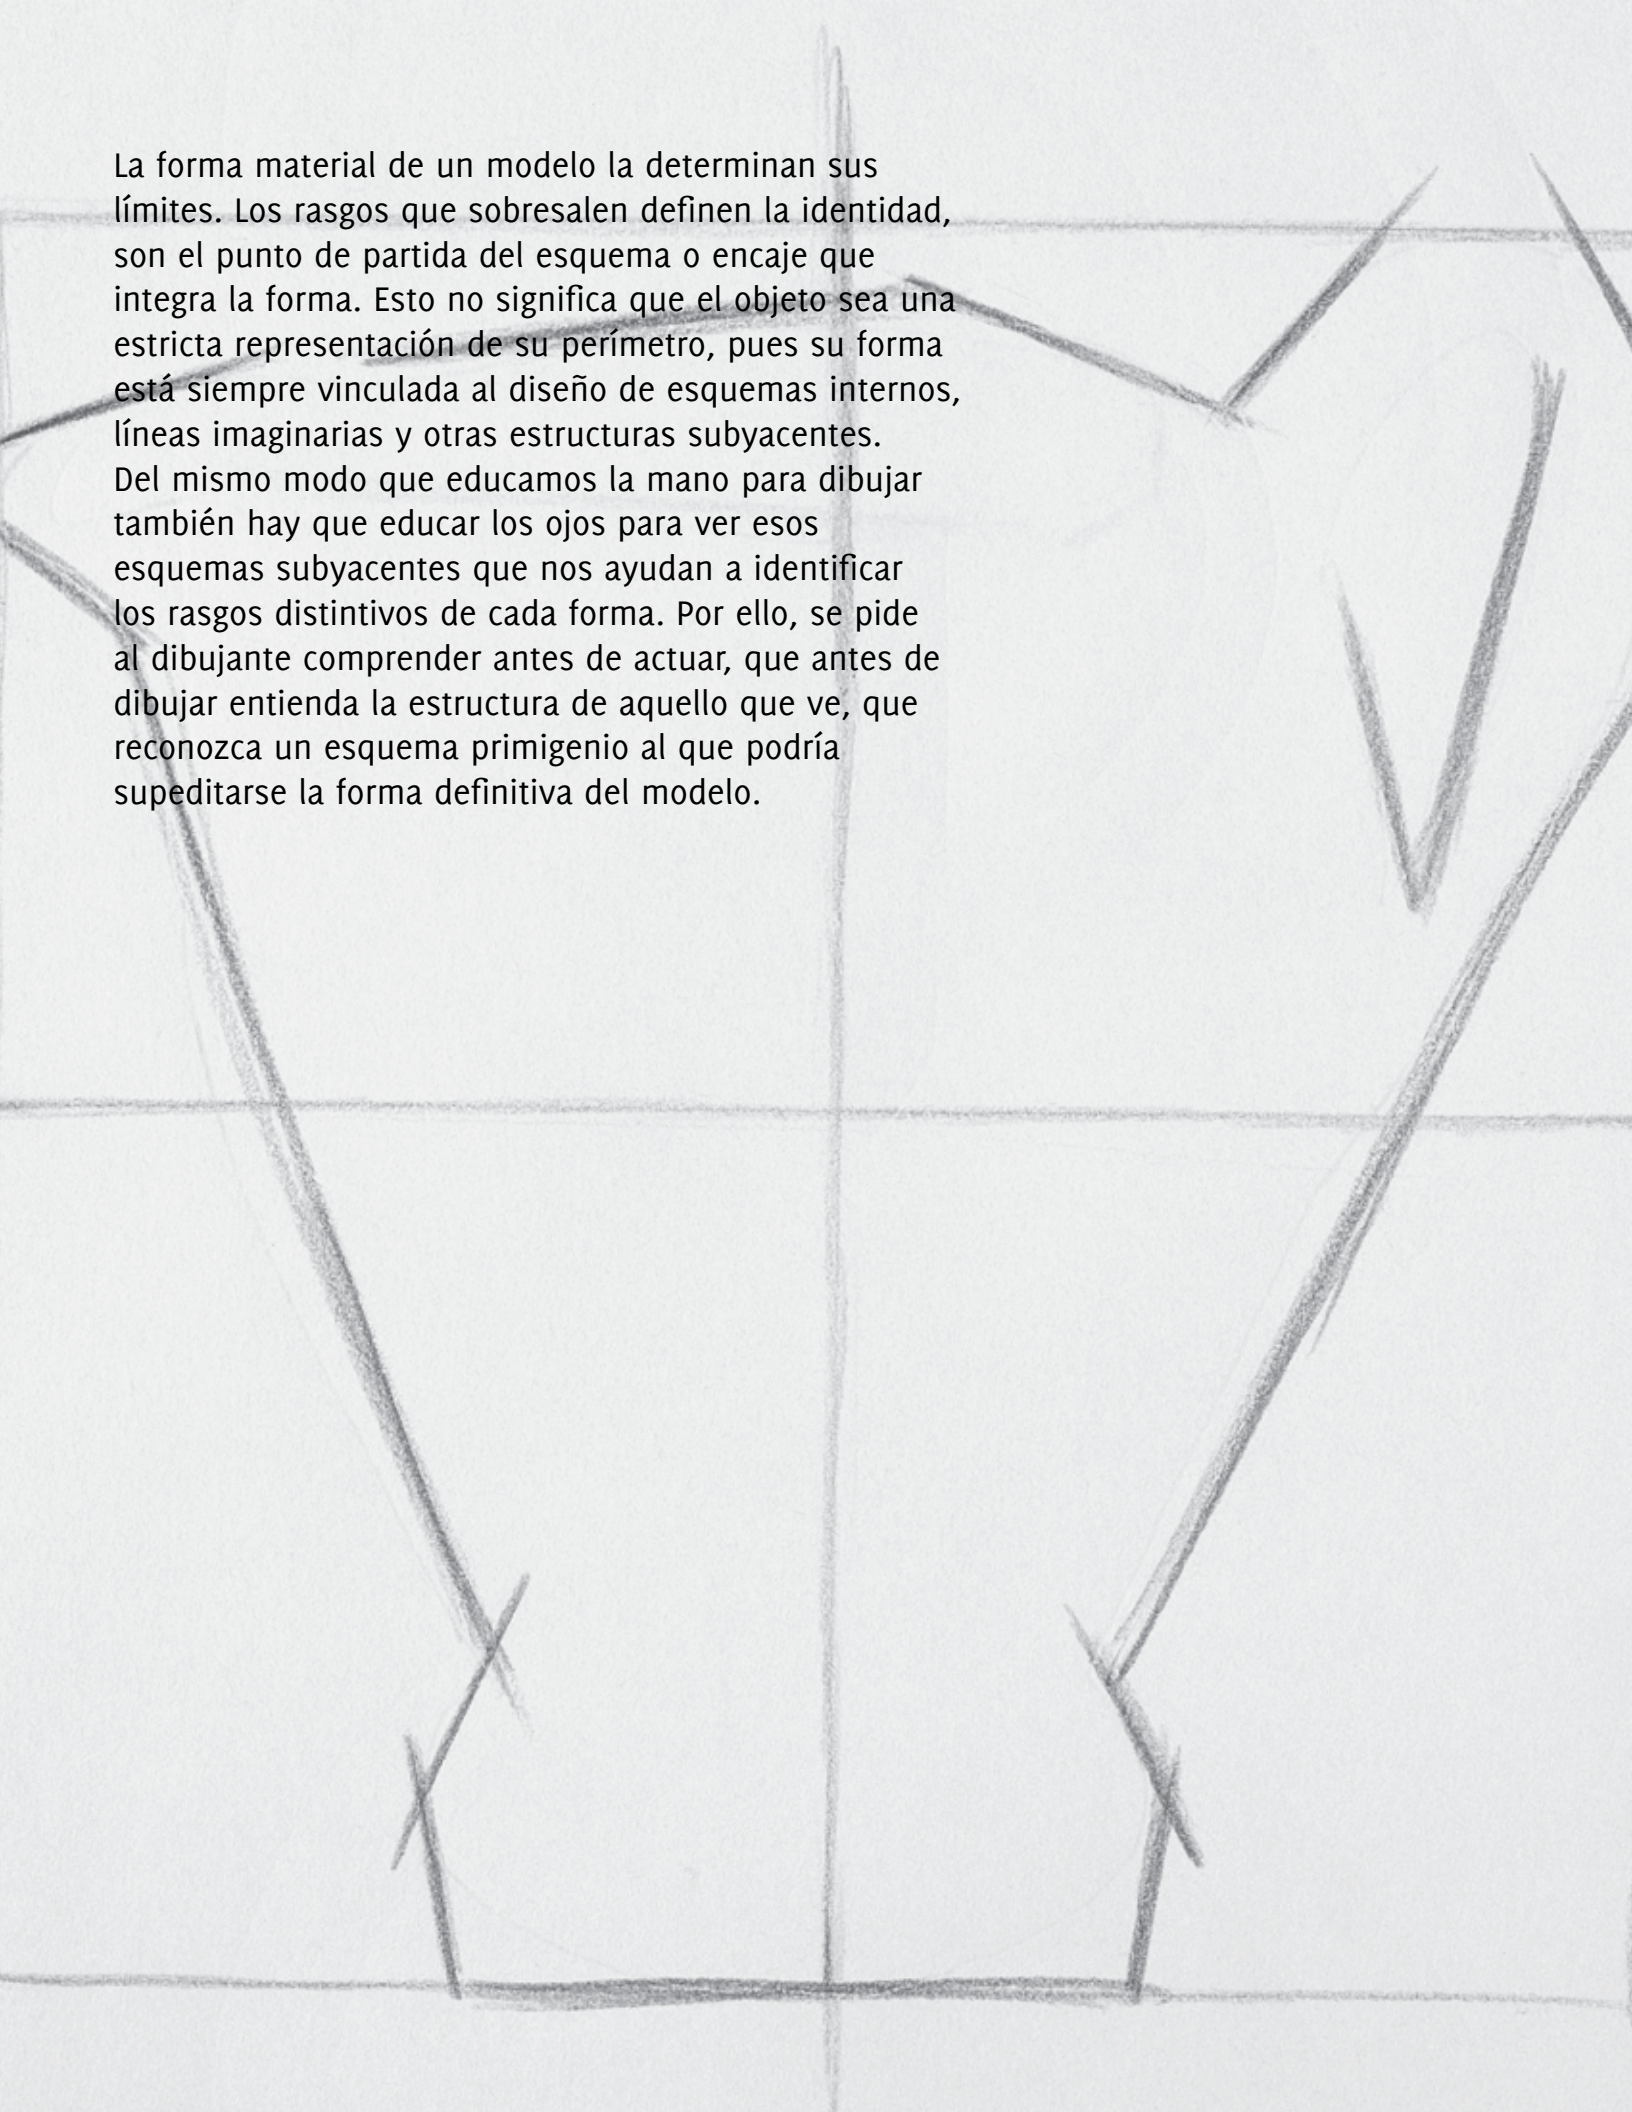 La forma material de un modelo la determinan sus
límites. Los rasgos que sobresalen definen la identidad,
son el punto de partida del esquema o encaje que
integra la forma. Esto no significa que el objeto sea una
estricta representación de su perímetro, pues su forma
está siempre vinculada al diseño de esquemas internos,
líneas imaginarias y otras estructuras subyacentes.
Del mismo modo que educamos la mano para dibujar
también hay que educar los ojos para ver esos
esquemas subyacentes que nos ayudan a identificar
los rasgos distintivos de cada forma. Por ello, se pide
al dibujante comprender antes de actuar, que antes de
dibujar entienda la estructura de aquello que ve, que
reconozca un esquema primigenio al que podría
supeditarse la forma definitiva del modelo.